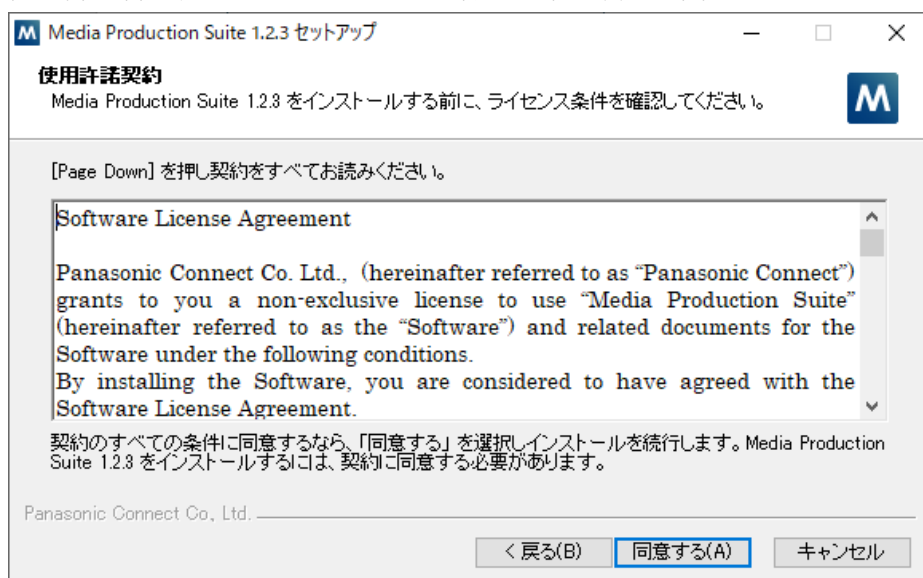 Media Production Suite 1.2.3 セットアップ
使用許諾契約
Media Production Suite 1.2.3 をインストールする前に、ライセンス条件を確認してください。
M
[Page Down] を押し契約をすべてお読みください。
Software License Agreement
Panasonic Connect Co. Ltd., (hereinafter referred to as “Panasonic Connect”)
grants to you a non-exclusive license to use “Media Production Suite”
(hereinafter referred to as the “Software”) and related documents for the
Software under the following conditions.
By installing the Software, you are considered to have agreed with the
Software License Agreement.
契約のすべての条件に同意するなら、「同意する」を選択しインストールを続行します。Media Production
Suite 1.2.3 をインストールするには、契約に同意する必要があります。
Panasonic Connect Co., Ltd.
< 戻る(B)
同意する(A)
キャンセル